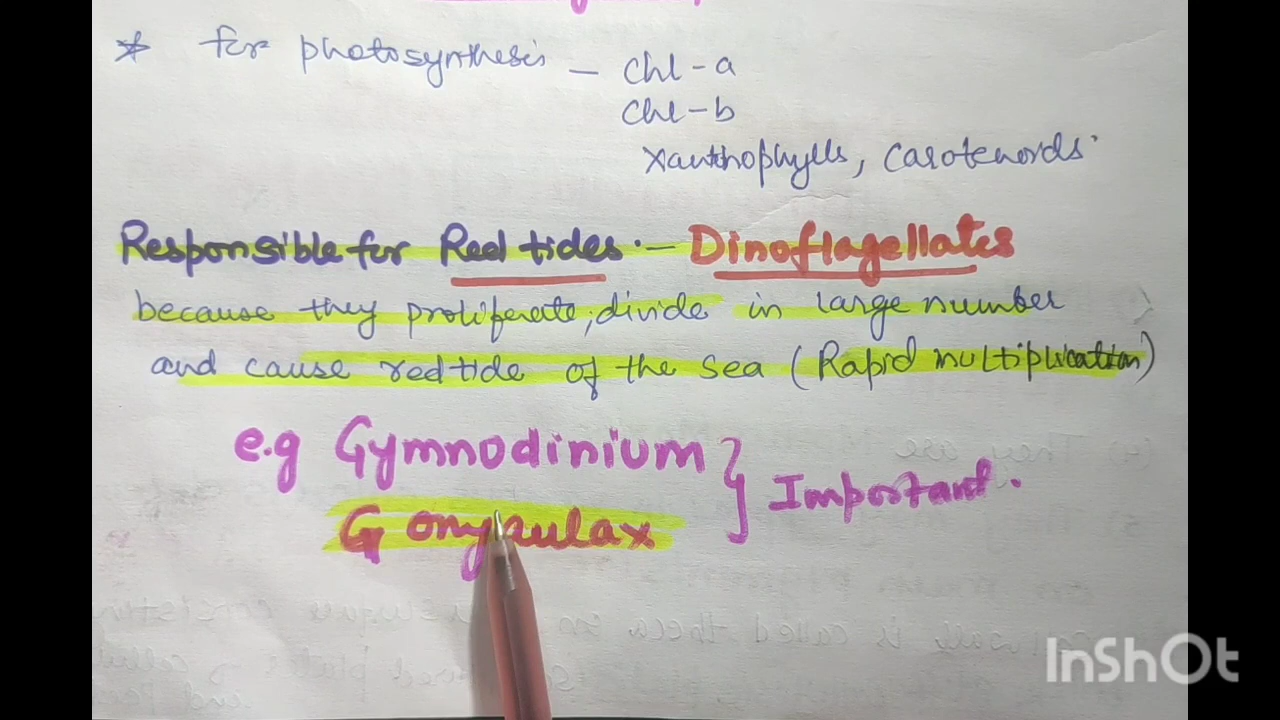 * for photosynthesis - Chl-a
Chl-b
Xanthophylls, Carotenoids.
Responsible for Red tides.- Dinoflagellates
because they proliferate, divide in large number
and cause red tide of the sea (Rapid multiplication)
e.g Gymnodinium } Important.
Gonyaulax
InShOt